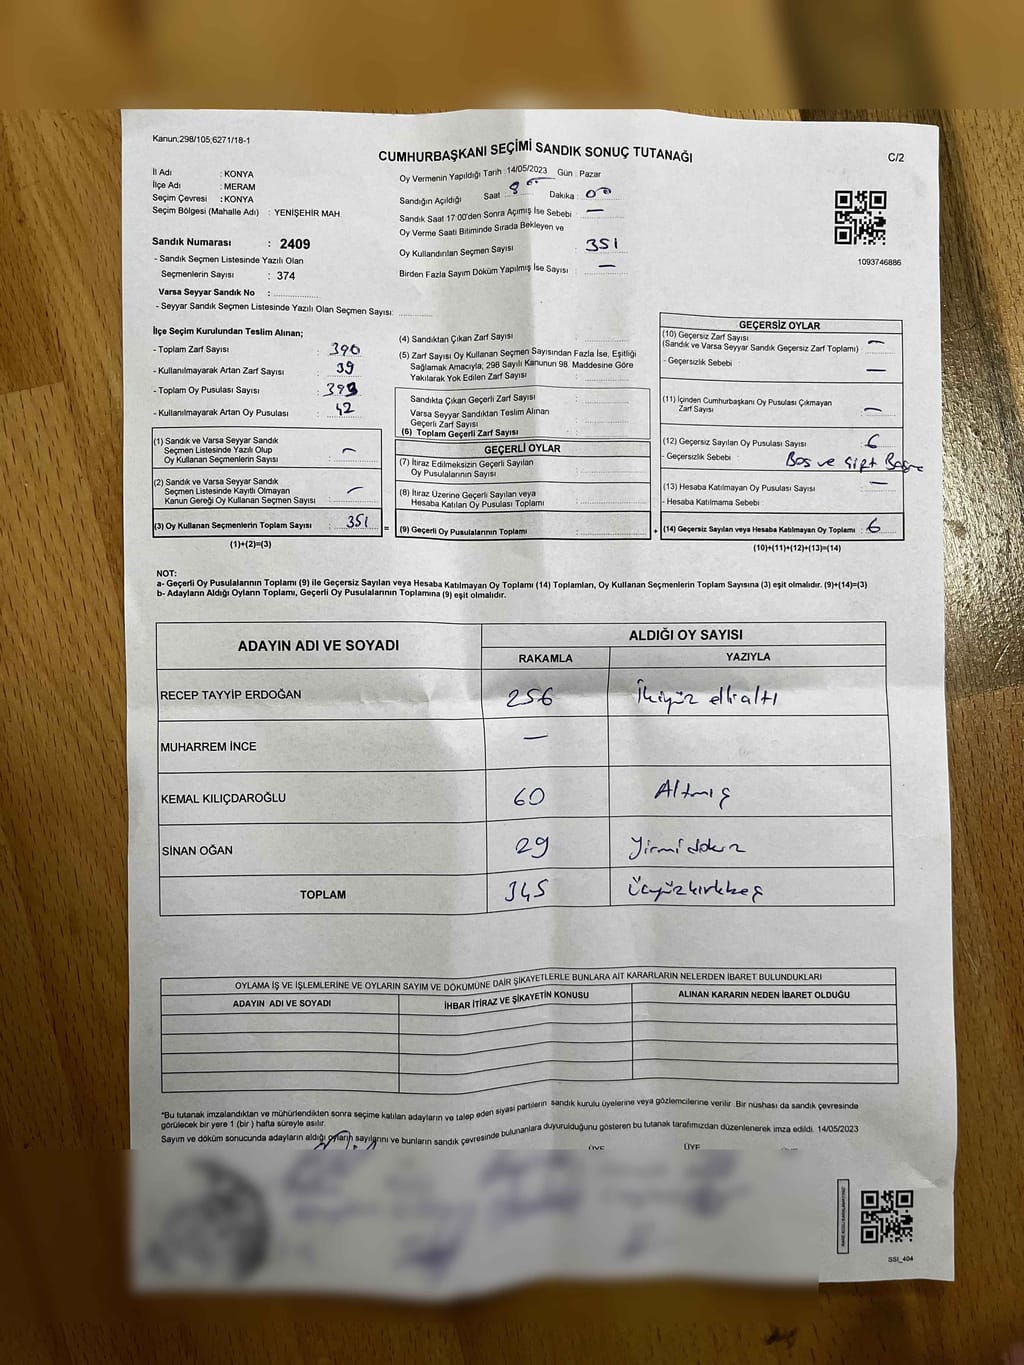 Kanun,298/105,6271/18-1
CUMHURBAŞKANI SEÇİMİ SANDIK SONUÇ TUTANAĞI
C/2
İl Adı : KONYA
İlçe Adı : MERAM
Seçim Çevresi : KONYA
Seçim Bölgesi (Mahalle Adı) : YENİŞEHİR MAH.
Sandık Numarası : 2409
- Sandık Seçmen Listesinde Yazılı Olan
Seçmenlerin Sayısı : 374
Varsa Seyyar Sandık No :
- Seyyar Sandık Seçmen Listesinde Yazılı Olan Seçmen Sayısı:
Oy Vermenin Yapıldığı Tarih :14/05/2023 Gün : Pazar
Sandığın Açıldığı Saat : 8 00 Dakika : 00
Sandık Saat 17:00'den Sonra Açımış İse Sebebi : —
Oy Verme Saati Bitiminde Sırada Bekleyen ve
Oy Kullandırılan Seçmen Sayısı : 351
Birden Fazla Sayım Döküm Yapılmış İse Sayısı : —
1093746886
İlçe Seçim Kurulundan Teslim Alınan;
- Toplam Zarf Sayısı : 390
- Kullanılmayarak Artan Zarf Sayısı : 39
- Toplam Oy Pusulası Sayısı : 393
- Kullanılmayarak Artan Oy Pusulası : 42
(1) Sandık ve Varsa Seyyar Sandık
Seçmen Listesinde Yazılı Olup
Oy Kullanan Seçmenlerin Sayısı : —
(2) Sandık ve Varsa Seyyar Sandık
Seçmen Listesinde Kayıtlı Olmayan
Kanun Gereği Oy Kullanan Seçmen Sayısı : —
(3) Oy Kullanan Seçmenlerin Toplam Sayısı : 351 =
(1)+(2)=(3)
(4) Sandıktan Çıkan Zarf Sayısı :
(5) Zarf Sayısı Oy Kullanan Seçmen Sayısından Fazla İse, Eşitliği
Sağlamak Amacıyla, 298 Sayılı Kanunun 98. Maddesine Göre
Yakılarak Yok Edilen Zarf Sayısı :
Sandıkta Çıkan Geçerli Zarf Sayısı :
Varsa Seyyar Sandıktan Teslim Alınan
Geçerli Zarf Sayısı :
(6) Toplam Geçerli Zarf Sayısı :
GEÇERLİ OYLAR
(7) İtiraz Edilmeksizin Geçerli Sayılan
Oy Pusulalarının Sayısı :
(8) İtiraz Üzerine Geçerli Sayılan veya
Hesaba Katılan Oy Pusulası Toplamı :
(9) Geçerli Oy Pusulalarının Toplamı : +
GEÇERSİZ OYLAR
(10) Geçersiz Zarf Sayısı
(Sandık ve Varsa Seyyar Sandık Geçersiz Zarf Toplamı) : —
- Geçersizlik Sebebi : —
(11) İçinden Cumhurbaşkanı Oy Pusulası Çıkmayan
Zarf Sayısı : —
(12) Geçersiz Sayılan Oy Pusulası Sayısı : 6
- Geçersizlik Sebebi : Boş ve Çift
(13) Hesaba Katılmayan Oy Pusulası Sayısı : —
- Hesaba Katılmama Sebebi :
(14) Geçersiz Sayılan veya Hesaba Katılmayan Oy Toplamı : 6
(10)+(11)+(12)+(13)=(14)
NOT:
a- Geçerli Oy Pusulalarının Toplamı (9) ile Geçersiz Sayılan veya Hesaba Katılmayan Oy Toplamı (14) Toplamları, Oy Kullanan Seçmenlerin Toplam Sayısına (3) eşit olmalıdır. (9)+(14)=(3)
b- Adayların Aldığı Oyların Toplamı, Geçerli Oy Pusulalarının Toplamına (9) eşit olmalıdır.
ADAYIN ADI VE SOYADI
ALDIĞI OY SAYISI
RAKAMLA YAZIYLA
RECEP TAYYİP ERDOĞAN 256 İkiyüz elli altı
MUHARREM İNCE —
KEMAL KILIÇDAROĞLU 60 Altmış
SİNAN OĞAN 29 Yirmi dokuz
TOPLAM 345 Üçyüzkırkbeş
OYLAMA İŞ VE İŞLEMLERİNE VE OYLARIN SAYIM VE DÖKÜMÜNE DAİR ŞİKAYETLERLE BUNLARA AİT KARARLARIN NELERDEN İBARET BULUNDUKLARI
ADAYIN ADI VE SOYADI İHBAR İTİRAZ VE ŞİKAYETİN KONUSU ALINAN KARARIN NEDEN İBARET OLDUĞU
*Bu tutanak imzalandıktan ve mühürlendikten sonra seçime katılan adayların ve talep eden siyasi partilerin sandık kurulu üyelerine veya gözlemcilerine verilir. Bir nüshası da sandık çevresinde
görülecek bir yere 1 (bir ) hafta süreyle asılır.
Sayım ve döküm sonucunda adayların aldığı oyların sayılarını ve bunların sandık çevresinde bulunanlara duyurulduğunu gösteren bu tutanak tarafımızdan düzenlenerek imza edildi. 14/05/2023
ÜYE ÜYE
SSI_404